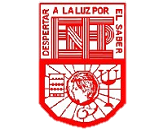 DESPERTAR A LA LUZ POR EL SABER
ENP